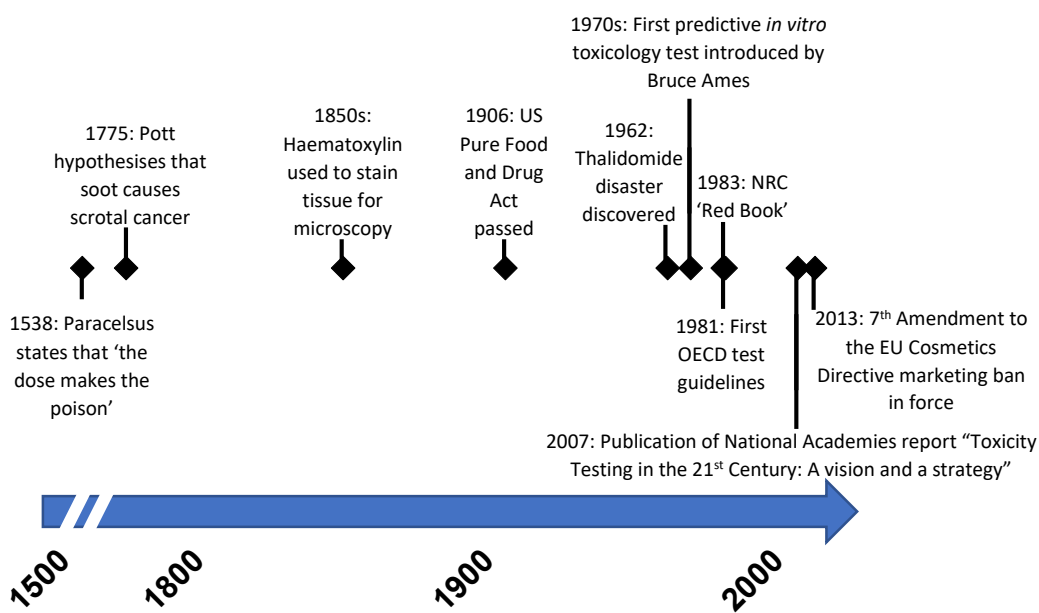 1970s: First predictive in vitro
toxicology test introduced by
Bruce Ames
1775: Pott
hypothesises that
soot causes
scrotal cancer
1850s:
Haematoxylin
used to stain
tissue for
microscopy
1906: US
Pure Food
and Drug
Act
passed
1962:
Thalidomide
disaster
discovered
1983: NRC
‘Red Book’
1538: Paracelsus
states that ‘the
dose makes the
poison’
1981: First
OECD test
guidelines
2013: 7th Amendment to
the EU Cosmetics
Directive marketing ban
in force
2007: Publication of National Academies report “Toxicity
Testing in the 21st Century: A vision and a strategy”
1500
1800
1900
2000